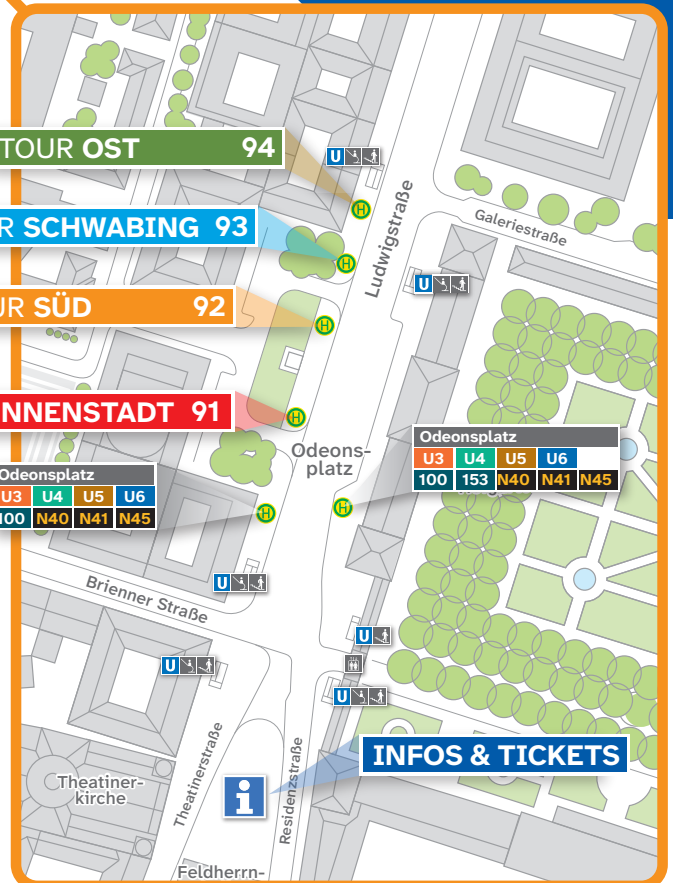 TOUR OST 94
R SCHWABING 93
UR SÜD 92
NNENSTADT 91
U
Ludwigstraße
Galeriestraße
U
Odeons-
platz
Odeonsplatz
U3 U4 U5 U6
100 153 N40 N41 N45
Odeonsplatz
U3 U4 U5 U6
100 N40 N41 N45
H
H
H
H
H
H
Brienner Straße
U
U
U
U
INFOS & TICKETS
i
Theatinerstraße
Residenzstraße
Theatiner-
kirche
Feldherrn-